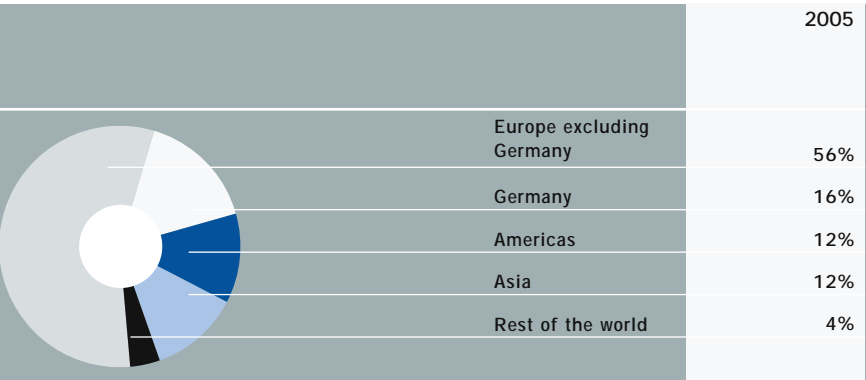 2005
Europe excluding
Germany 56%
Germany 16%
Americas 12%
Asia 12%
Rest of the world 4%